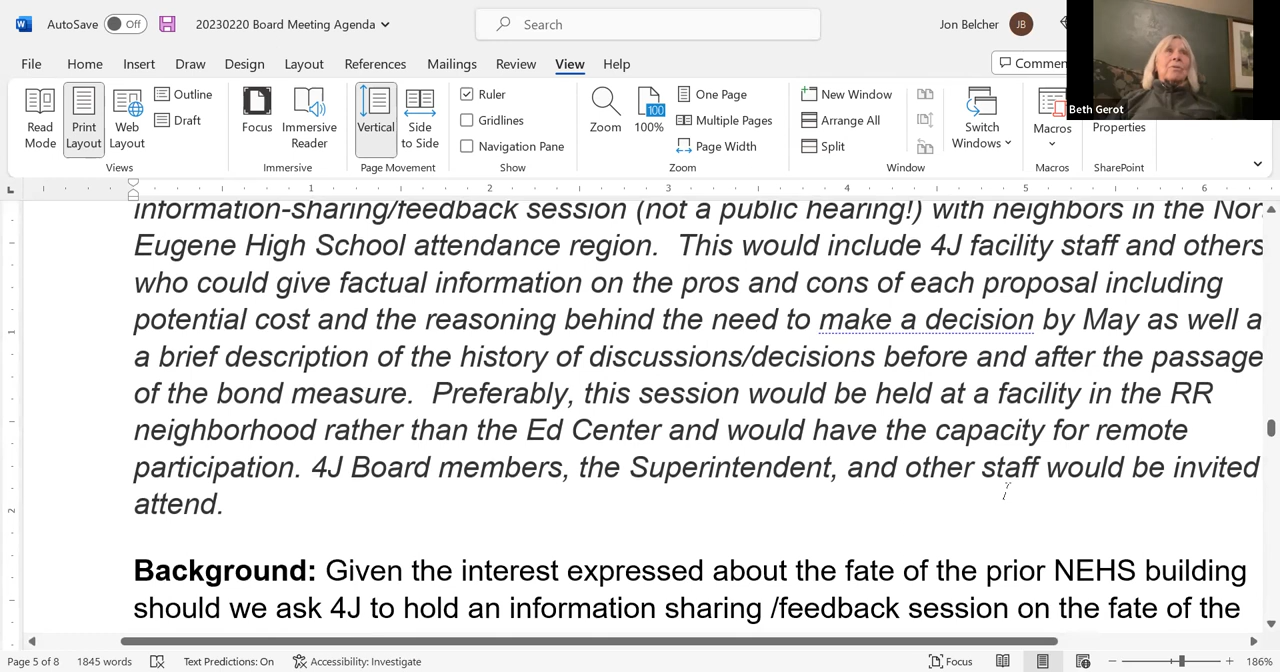 AutoSave Off 20230220 Board Meeting Agenda Search Jon Belcher JB
File Home Insert Draw Design Layout References Mailings Review View Help
Read Mode
Print Layout
Web Layout
Outline
Draft
Views
Focus
Immersive Reader
Immersive
Vertical
Side to Side
Page Movement
Ruler
Gridlines
Navigation Pane
Show
Zoom
100
100%
One Page
Multiple Pages
Page Width
Zoom
New Window
Arrange All
Split
Switch Windows
Window
Macros
Macros
Properties
SharePoint
Beth Gerot
1 2 3 4 5 6
information-sharing/feedback session (not a public hearing!) with neighbors in the
Eugene High School attendance region. This would include 4J facility staff and others
who could give factual information on the pros and cons of each proposal including
potential cost and the reasoning behind the need to make a decision by May as well a
a brief description of the history of discussions/decisions before and after the passage
of the bond measure. Preferably, this session would be held at a facility in the RR
neighborhood rather than the Ed Center and would have the capacity for remote
participation. 4J Board members, the Superintendent, and other staff would be invited
attend.
Background: Given the interest expressed about the fate of the prior NEHS building
should we ask 4J to hold an information sharing /feedback session on the fate of the
Page 5 of 8 1845 words Text Predictions: On Accessibility: Investigate Focus 186%